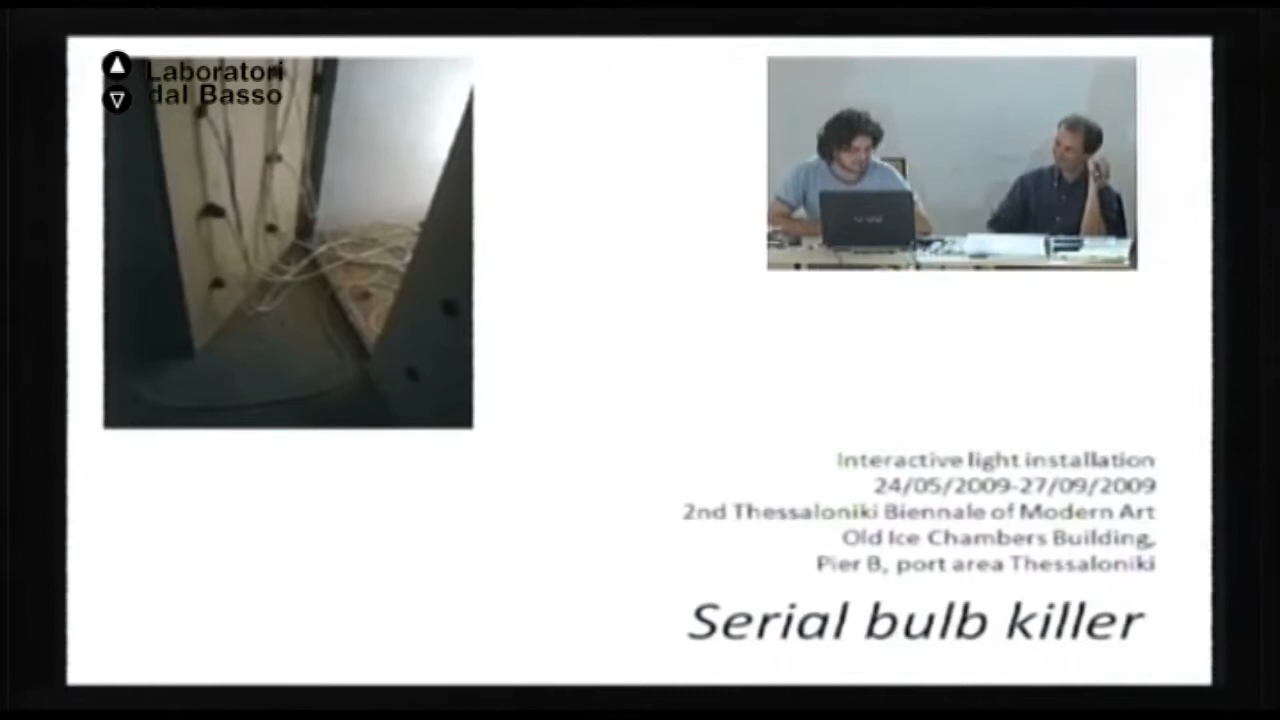 Laboratori
dal Basso
Interactive light installation
24/05/2009-27/09/2009
2nd Thessaloniki Biennale of Modern Art
Old Ice Chambers Building,
Pier B, port area Thessaloniki
Serial bulb killer